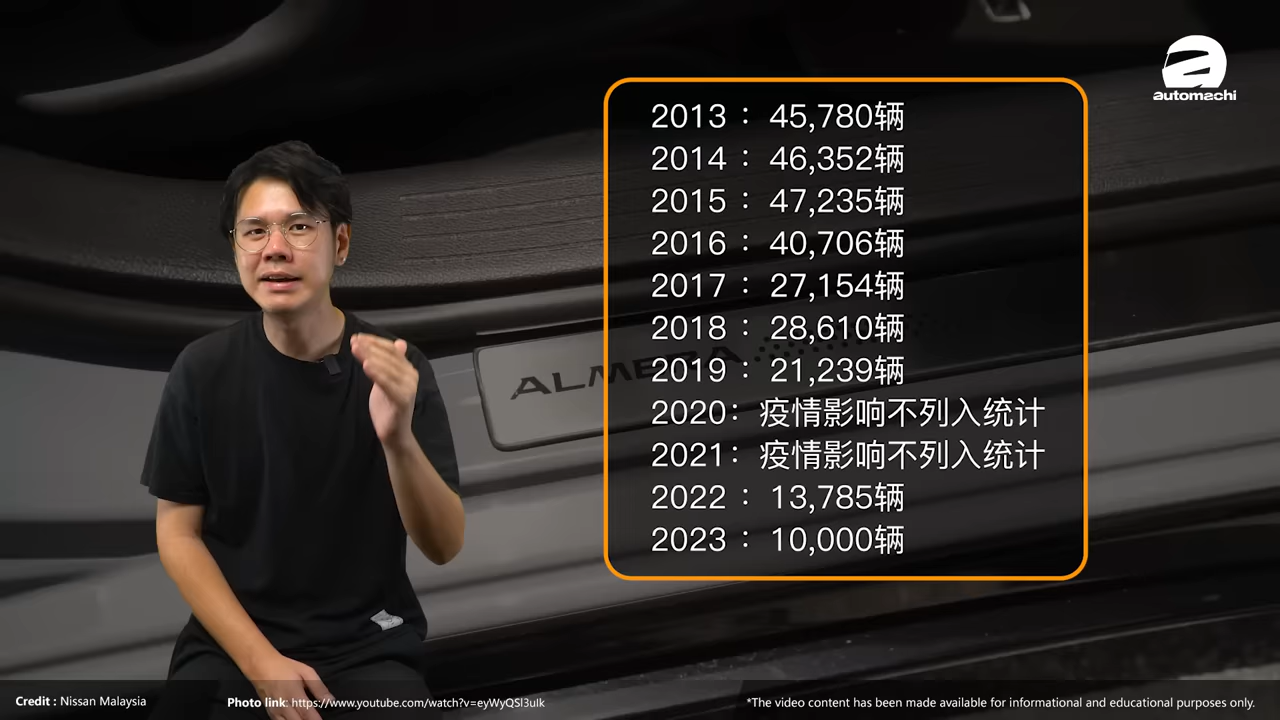 automachi
2013 : 45,780辆
2014 : 46,352辆
2015 : 47,235辆
2016 : 40,706辆
2017 : 27,154辆
2018 : 28,610辆
ALMERA
2019 : 21,239辆
2020: 疫情影响不列入统计
2021: 疫情影响不列入统计
2022 : 13,785辆
2023 : 10,000辆
Credit : Nissan Malaysia
Photo link: https://www.youtube.com/watch?v=eyWyQSl3ulk
*The video content has been made available for informational and educational purposes only.